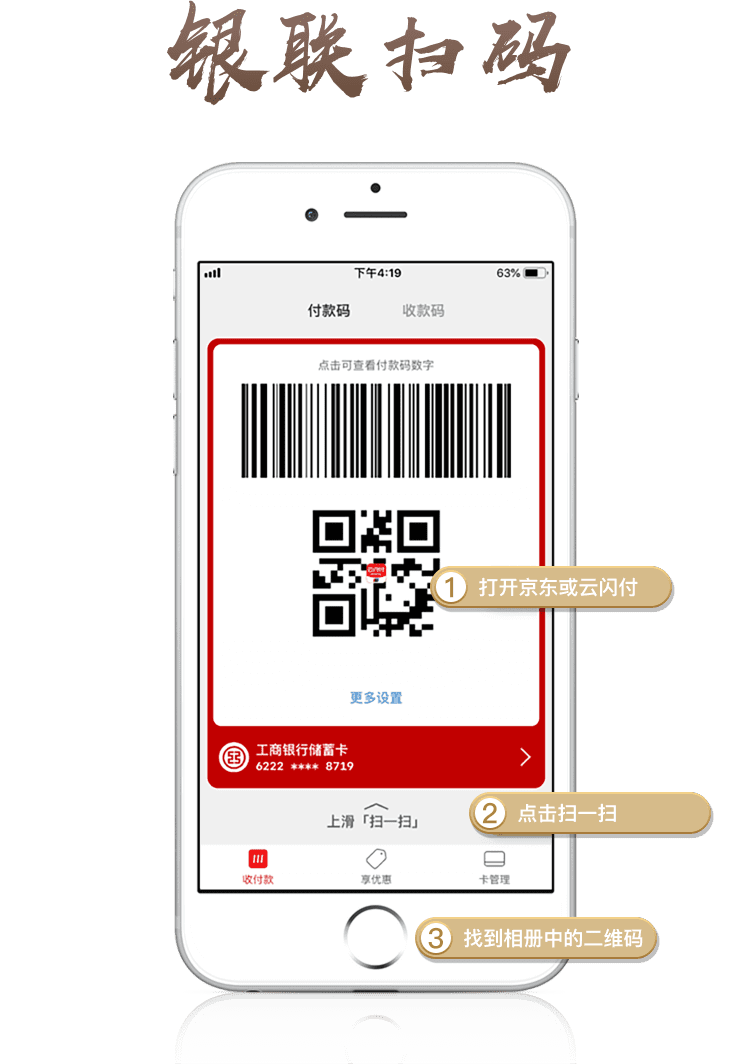 银联扫码
下午4:19
63%
付款码
收款码
点击可查看付款码数字
云闪付
① 打开京东或云闪付
更多设置
工商银行储蓄卡
6222 **** 8719
② 点击扫一扫
上滑「扫一扫」
收付款
享优惠
卡管理
③ 找到相册中的二维码